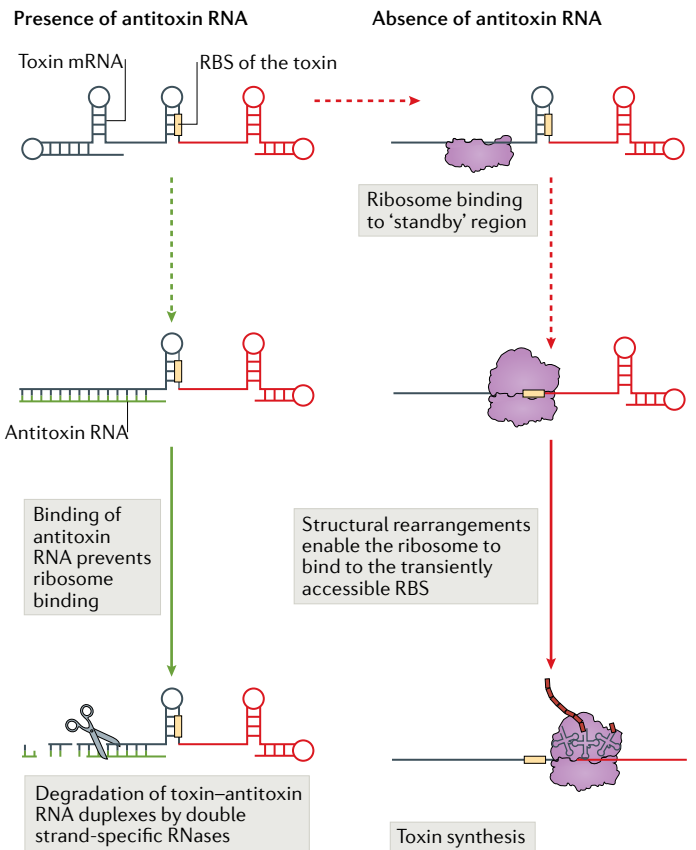 Presence of antitoxin RNA
Absence of antitoxin RNA
Toxin mRNA
RBS of the toxin
Ribosome binding
to ‘standby’ region
Antitoxin RNA
Binding of
antitoxin
RNA prevents
ribosome
binding
Structural rearrangements
enable the ribosome to
bind to the transiently
accessible RBS
Degradation of toxin–antitoxin
RNA duplexes by double
strand-specific RNases
Toxin synthesis